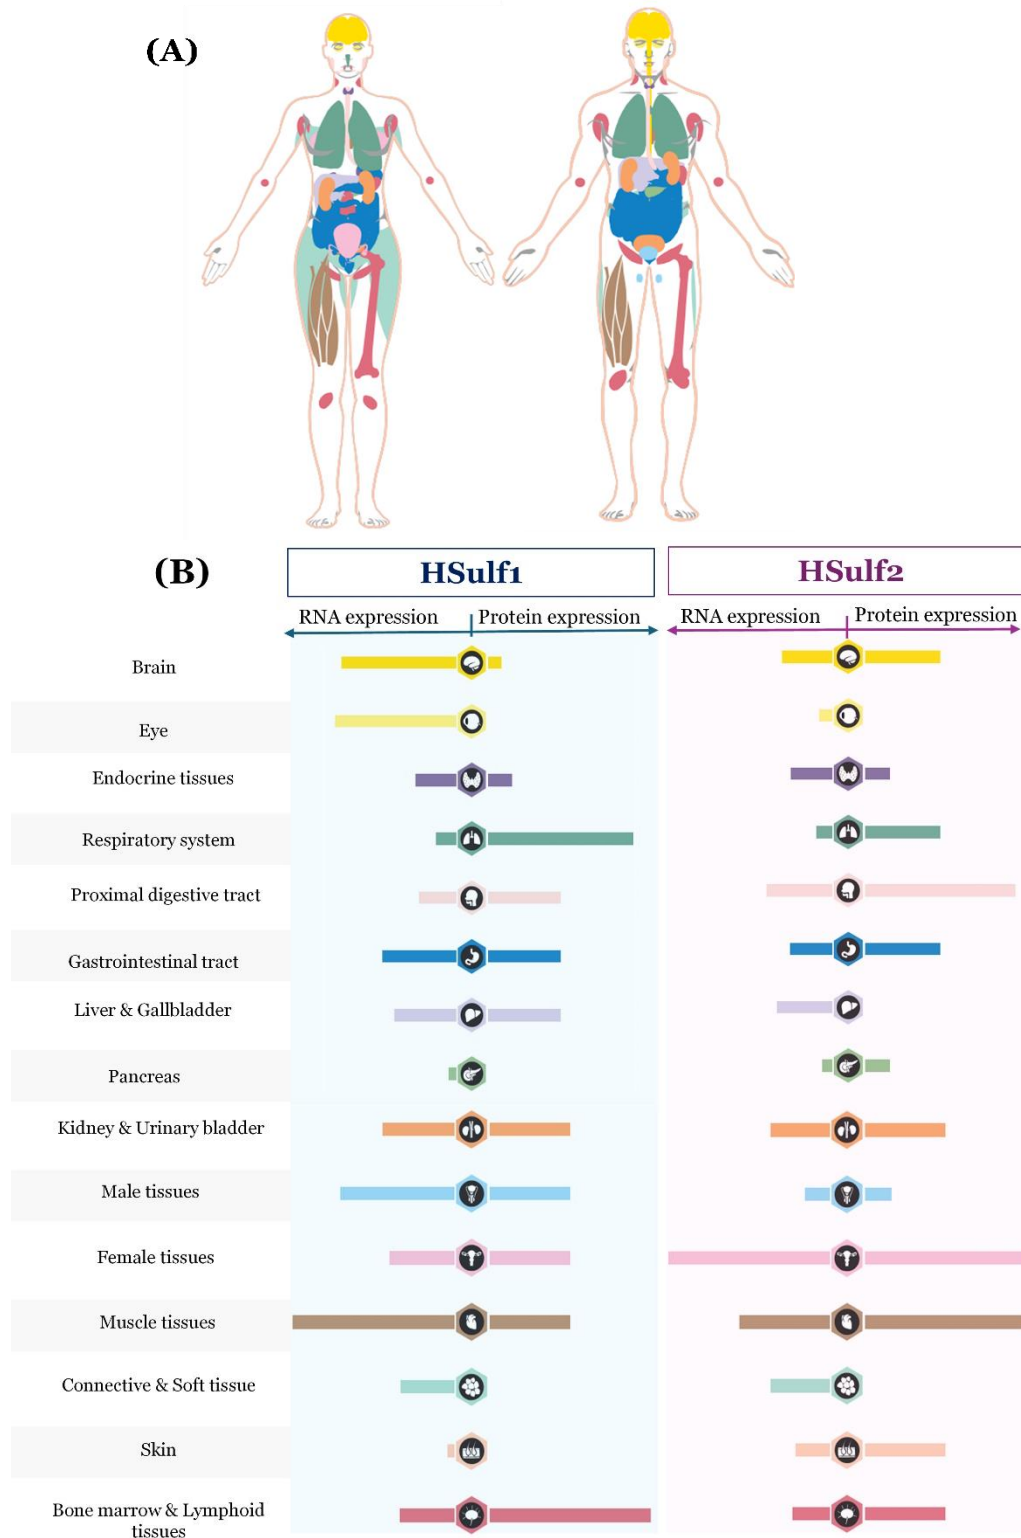 (A)
(B)
HSulf1
HSulf2
RNA expression
Protein expression
RNA expression
Protein expression
Brain
Eye
Endocrine tissues
Respiratory system
Proximal digestive tract
Gastrointestinal tract
Liver & Gallbladder
Pancreas
Kidney & Urinary bladder
Male tissues
Female tissues
Muscle tissues
Connective & Soft tissue
Skin
Bone marrow & Lymphoid
tissues